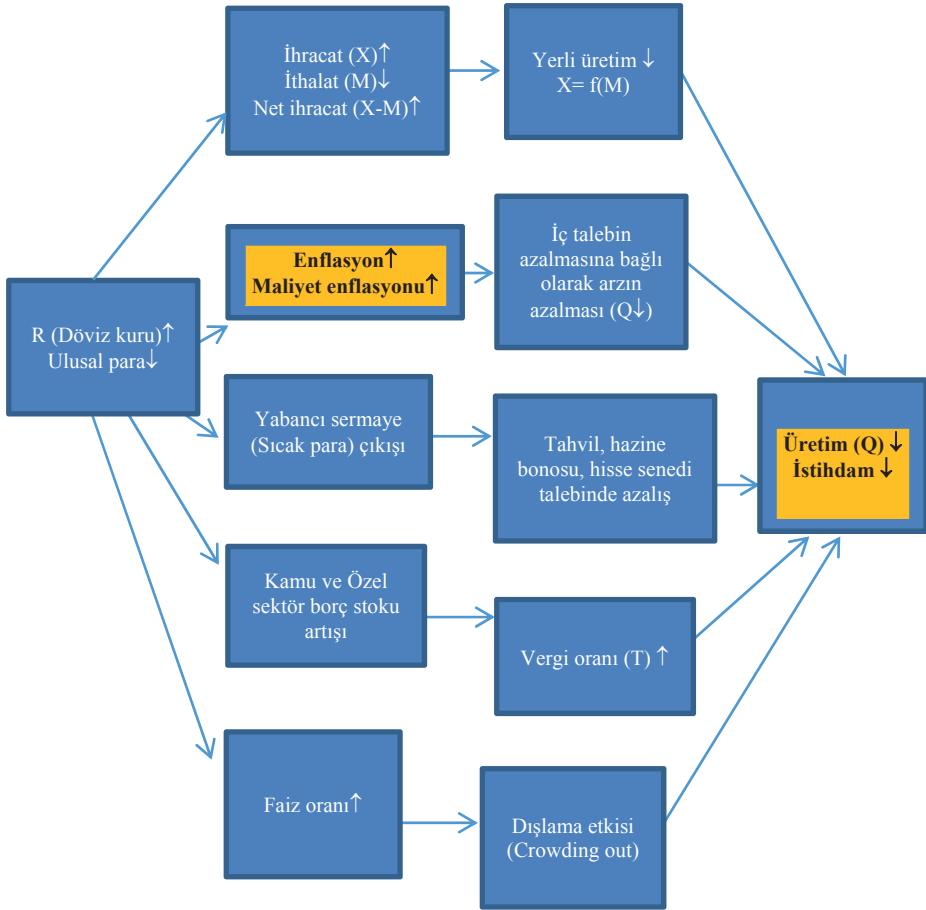 İhracat (X)↑
İthalat (M)↓
Net ihracat (X-M)↑
Yerli üretim ↓
X= f(M)
Enflasyon↑
Maliyet enflasyonu↑
İç talebin
azalmasına bağlı
olarak arzın
azalması (Q↓)
R (Döviz kuru)↑
Ulusal para↓
Yabancı sermaye
(Sıcak para) çıkışı
Tahvil, hazine
bonosu, hisse senedi
talebinde azalış
Üretim (Q) ↓
İstihdam ↓
Kamu ve Özel
sektör borç stoku
artışı
Vergi oranı (T) ↑
Faiz oranı↑
Dışlama etkisi
(Crowding out)